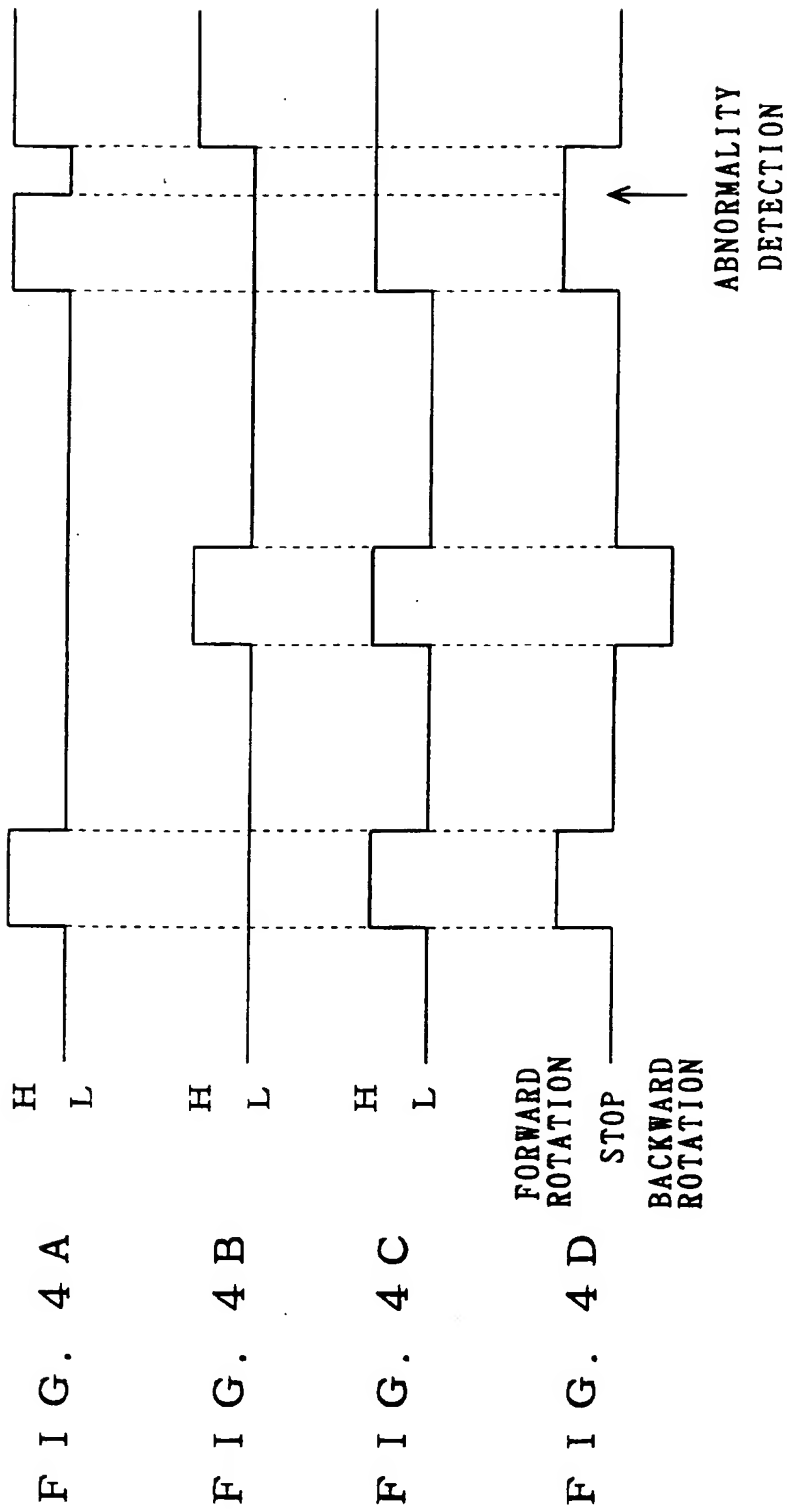 FIG. 4A
H
L
FIG. 4B
H
L
FIG. 4C
H
L
FIG. 4D
FORWARD
ROTATION
STOP
BACKWARD
ROTATION
ABNORMALITY
DETECTION